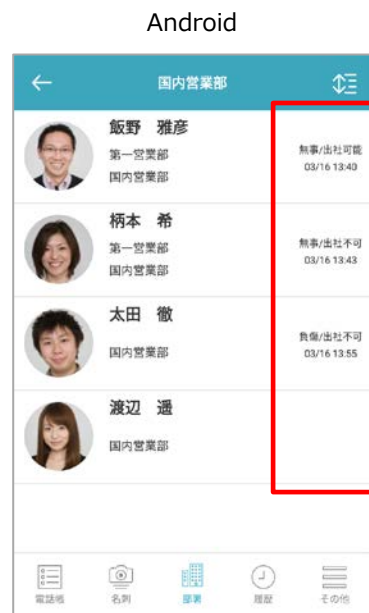 Android
国内営業部
飯野 雅彦
第一営業部
国内営業部
無事/出社可能
03/16 13:40
柄本 希
第一営業部
国内営業部
無事/出社不可
03/16 13:43
太田 徹
国内営業部
負傷/出社不可
03/16 13:55
渡辺 遥
国内営業部
電話帳
名刺
部署
履歴
その他